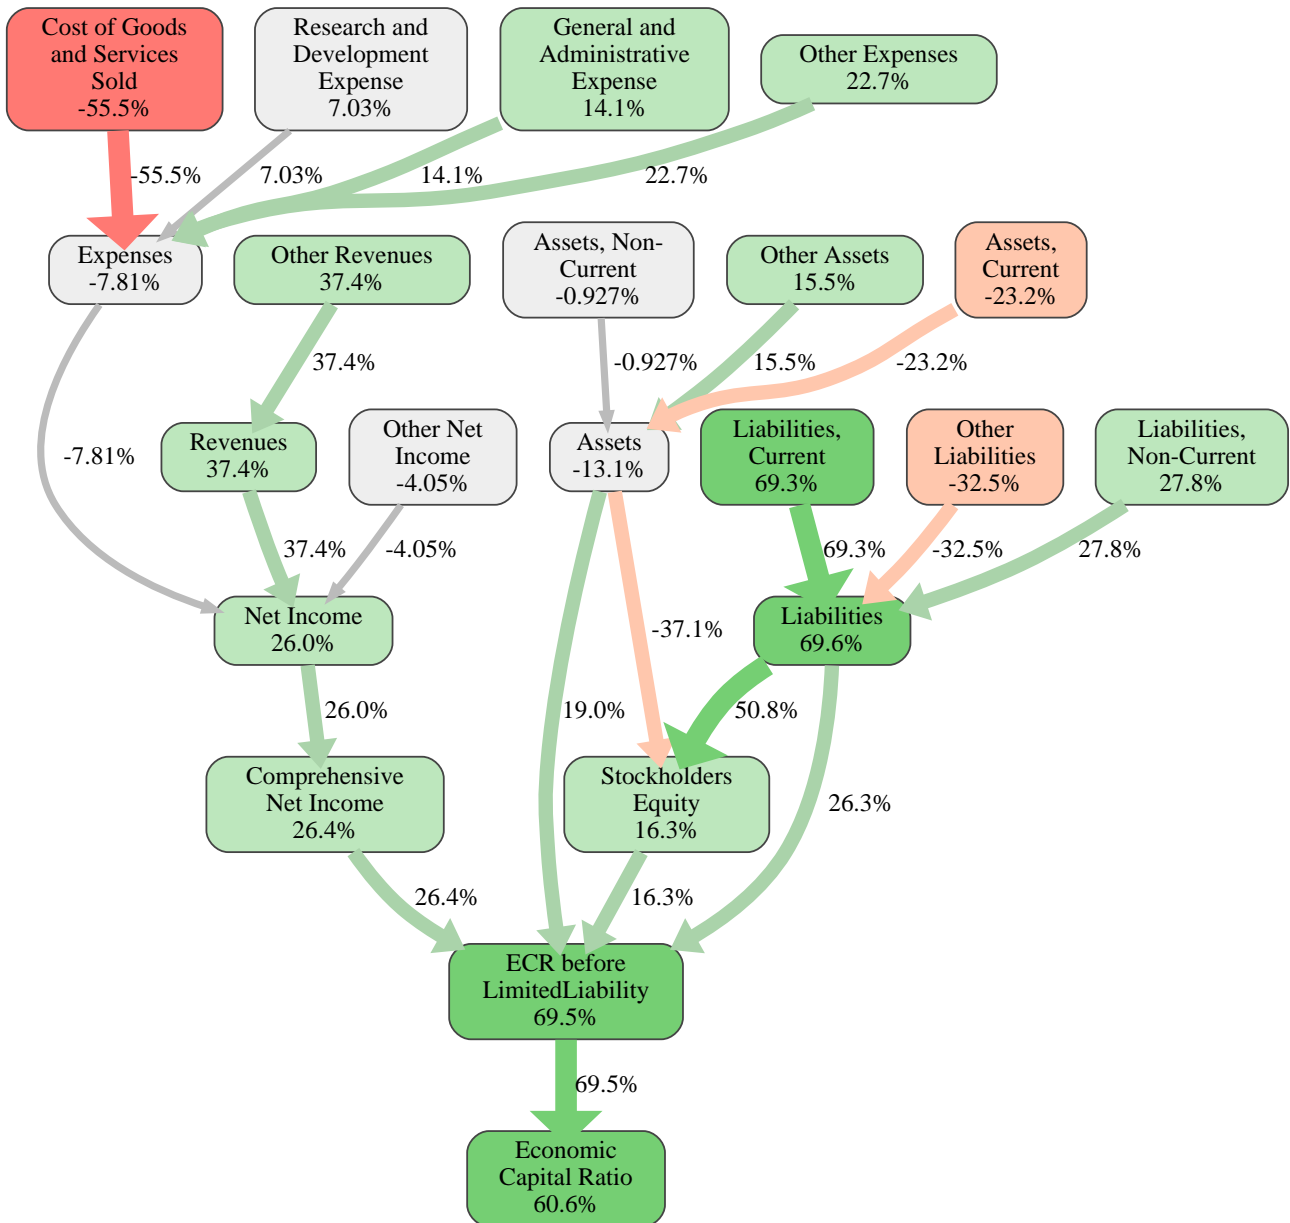 Cost of Goods
and Services
Sold
-55.5%
Research and
Development
Expense
7.03%
General and
Administrative
Expense
14.1%
Other Expenses
22.7%
-55.5%
7.03%
14.1%
22.7%
Expenses
-7.81%
Other Revenues
37.4%
Assets, Non-
Current
-0.927%
Other Assets
15.5%
Assets,
Current
-23.2%
37.4%
-0.927%
15.5%
-23.2%
-7.81%
Revenues
37.4%
Other Net
Income
-4.05%
Assets
-13.1%
Liabilities,
Current
69.3%
Other
Liabilities
-32.5%
Liabilities,
Non-Current
27.8%
37.4%
-4.05%
69.3%
-32.5%
27.8%
Net Income
26.0%
-37.1%
Liabilities
69.6%
26.0%
19.0%
50.8%
Comprehensive
Net Income
26.4%
Stockholders
Equity
16.3%
26.3%
26.4%
16.3%
ECR before
LimitedLiability
69.5%
69.5%
Economic
Capital Ratio
60.6%